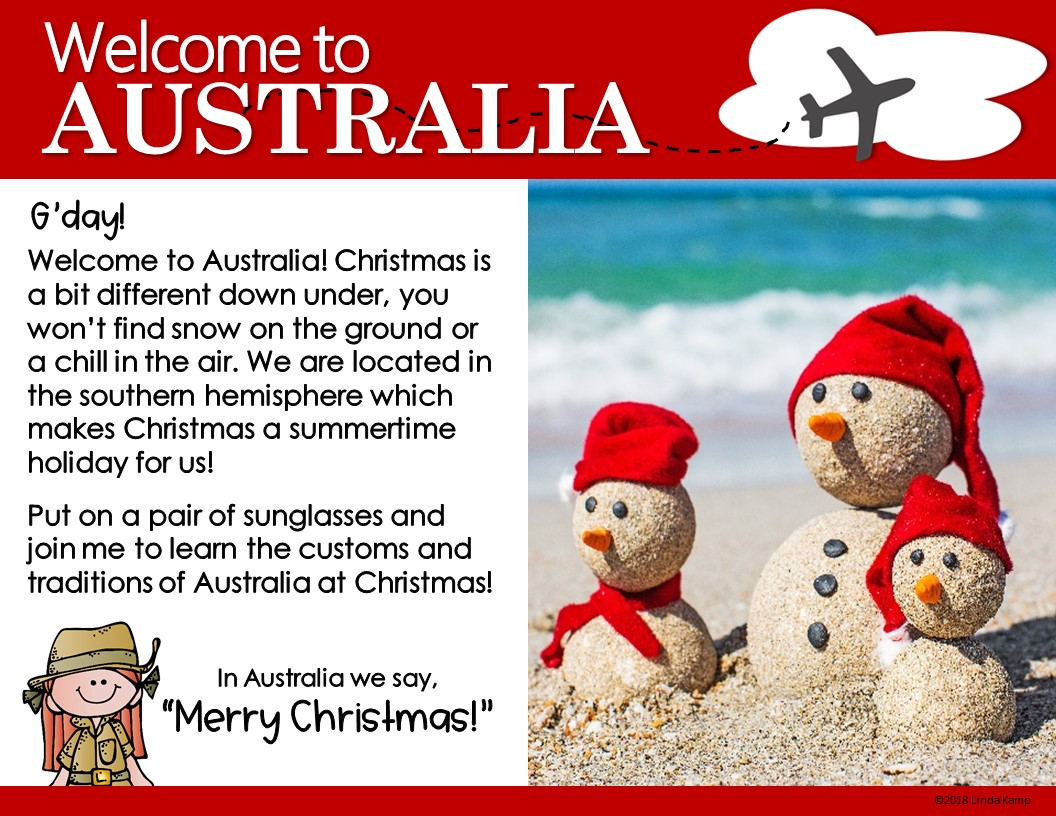 Welcome to
AUSTRALIA
G'day!
Welcome to Australia! Christmas is
a bit different down under, you
won't find snow on the ground or
a chill in the air. We are located in
the southern hemisphere which
makes Christmas a summertime
holiday for us!
Put on a pair of sunglasses and
join me to learn the customs and
traditions of Australia at Christmas!
In Australia we say,
"Merry Christmas!"
©2018 Linda Kamp